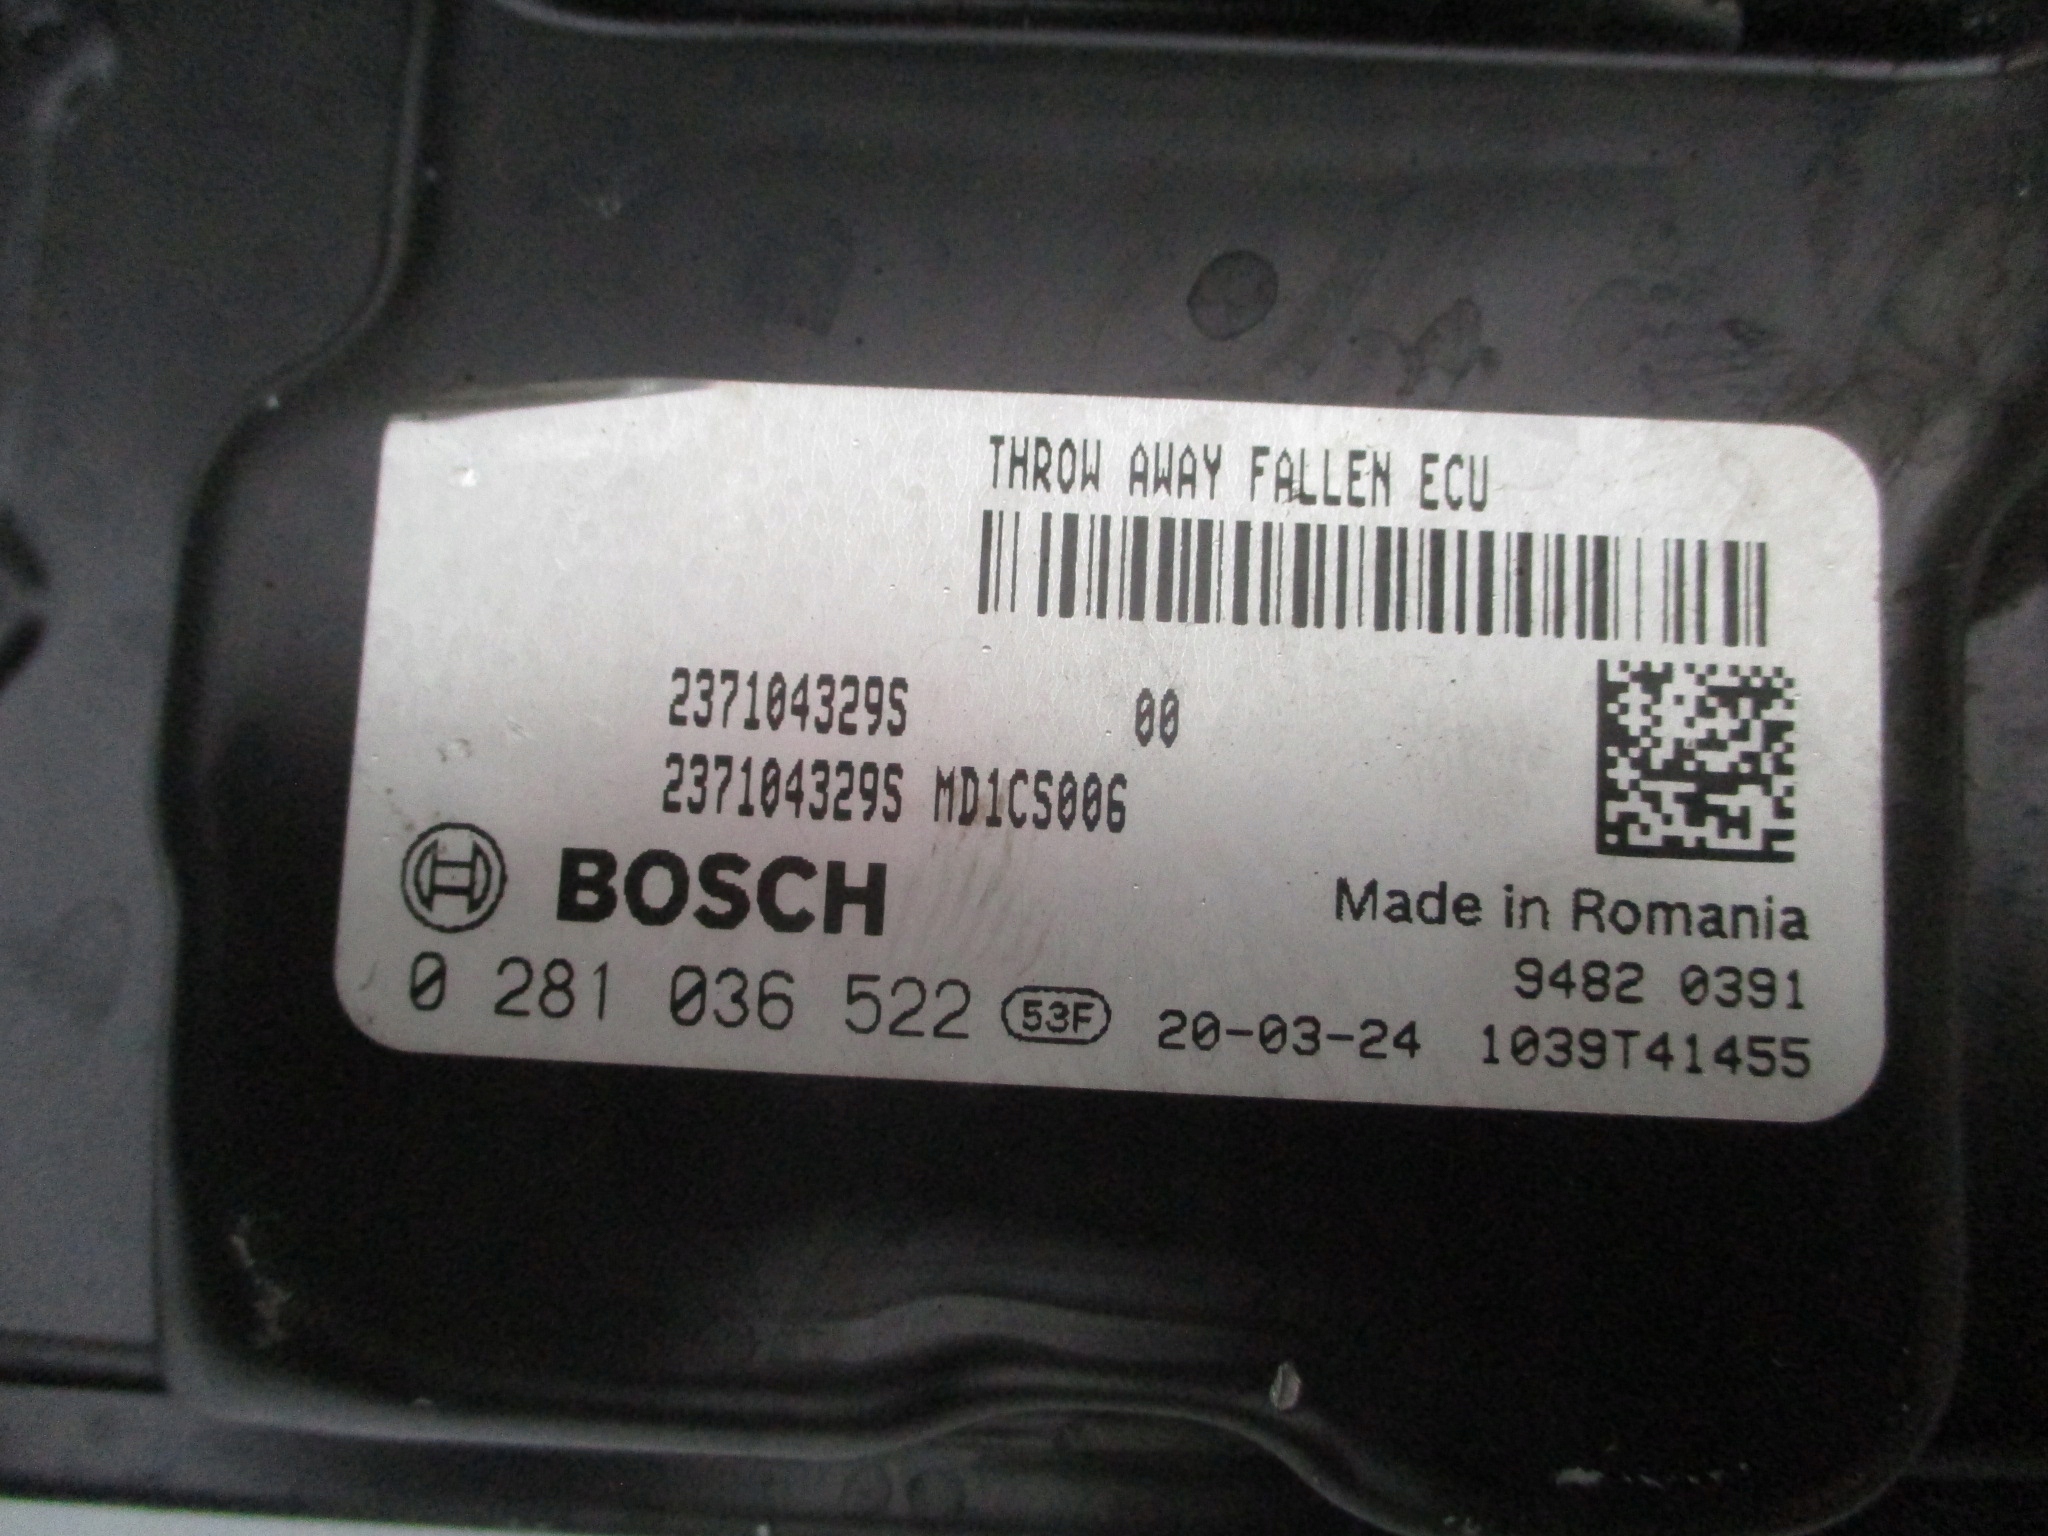 THROW AWAY FALLEN ECU
237104329S 00
237104329S MD1CS006
BOSCH
Made in Romania
9482 0391
0 281 036 522 53F 20-03-24 1039T41455